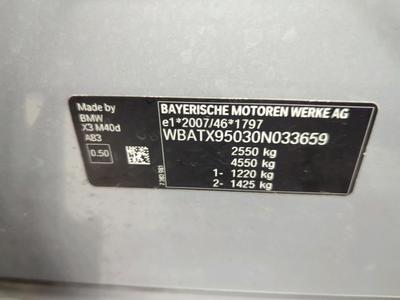 Made by
BMW
X3 M40d
A83
0.50
BAYERISCHE MOTOREN WERKE AG
e1*2007/46*1797
WBATX95030N033659
2550 kg
4550 kg
1- 1220 kg
2- 1425 kg